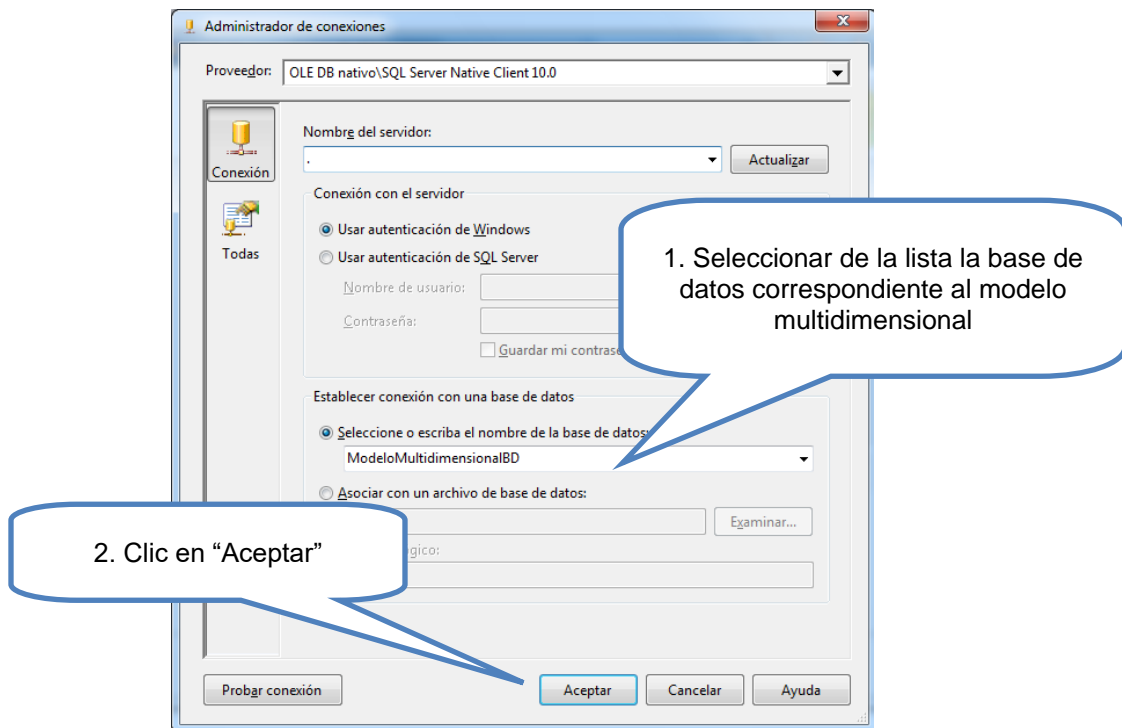 Administrador de conexiones
Proveedor: OLE DB nativo\SQL Server Native Client 10.0
Conexión
Todas
Nombre del servidor:
.
Actualizar
Conexión con el servidor
Usar autenticación de Windows
Usar autenticación de SQL Server
Nombre de usuario:
Contraseña:
Guardar mi contrase
1. Seleccionar de la lista la base de
datos correspondiente al modelo
multidimensional
Establecer conexión con una base de datos
Seleccione o escriba el nombre de la base de datos:
ModeloMultidimensionalBD
Asociar con un archivo de base de datos:
Examinar...
gico:
2. Clic en “Aceptar”
Probar conexión
Aceptar
Cancelar
Ayuda